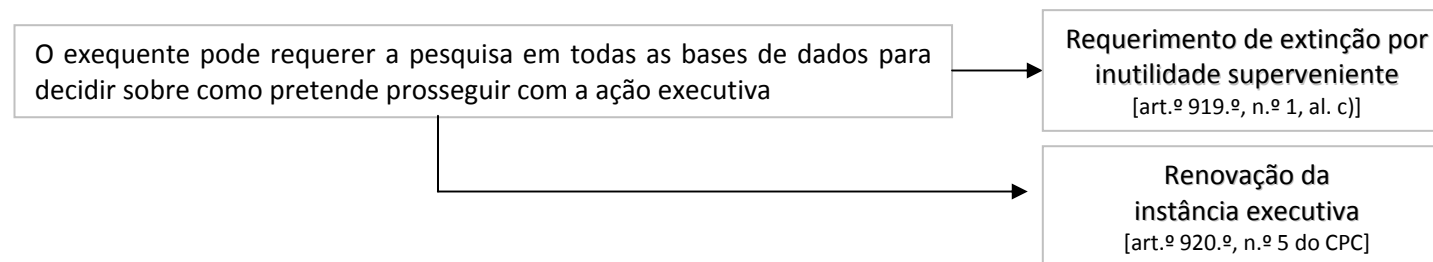 O exequente pode requerer a pesquisa em todas as bases de dados para
decidir sobre como pretende prosseguir com a ação executiva
Requerimento de extinção por
inutilidade superveniente
[art.º 919.º, n.º 1, al. c)]
Renovação da
instância executiva
[art.º 920.º, n.º 5 do CPC]